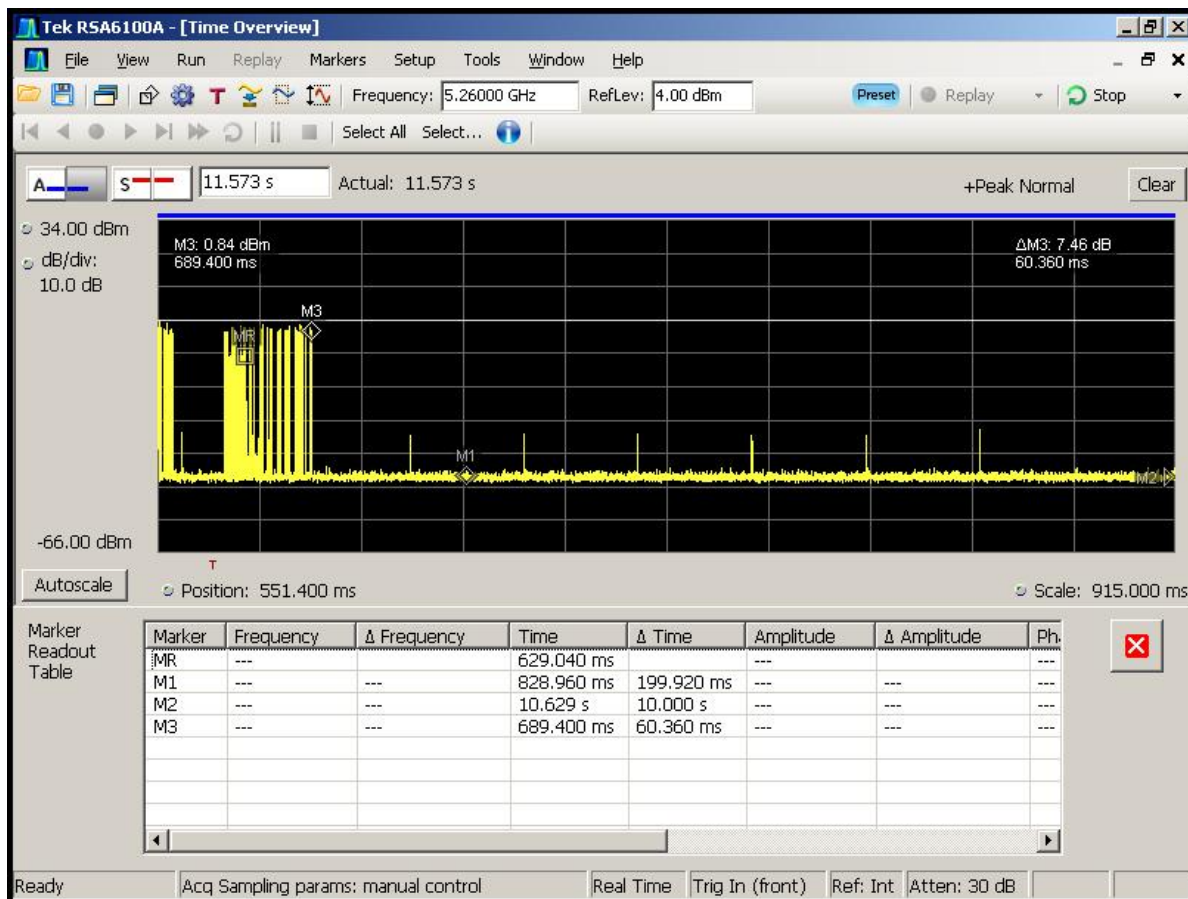 Tek RSA6100A - [Time Overview]
File View Run Replay Markers Setup Tools Window Help
T Frequency: 5.26000 GHz RefLev: 4.00 dBm Preset Replay Stop
Select All Select...
A S 11.573 s Actual: 11.573 s +Peak Normal Clear
34.00 dBm
dB/div:
10.0 dB
M3: 0.84 dBm
689.400 ms
ΔM3: 7.46 dB
60.360 ms
M3
MR
M1
M2
-66.00 dBm
T
Autoscale Position: 551.400 ms Scale: 915.000 ms
Marker
Readout
Table
Marker Frequency Δ Frequency Time Δ Time Amplitude Δ Amplitude Ph
MR --- 629.040 ms --- ---
M1 --- --- 828.960 ms 199.920 ms --- --- ---
M2 --- --- 10.629 s 10.000 s --- --- ---
M3 --- --- 689.400 ms 60.360 ms --- --- ---
Ready Acq Sampling params: manual control Real Time Trig In (front) Ref: Int Atten: 30 dB